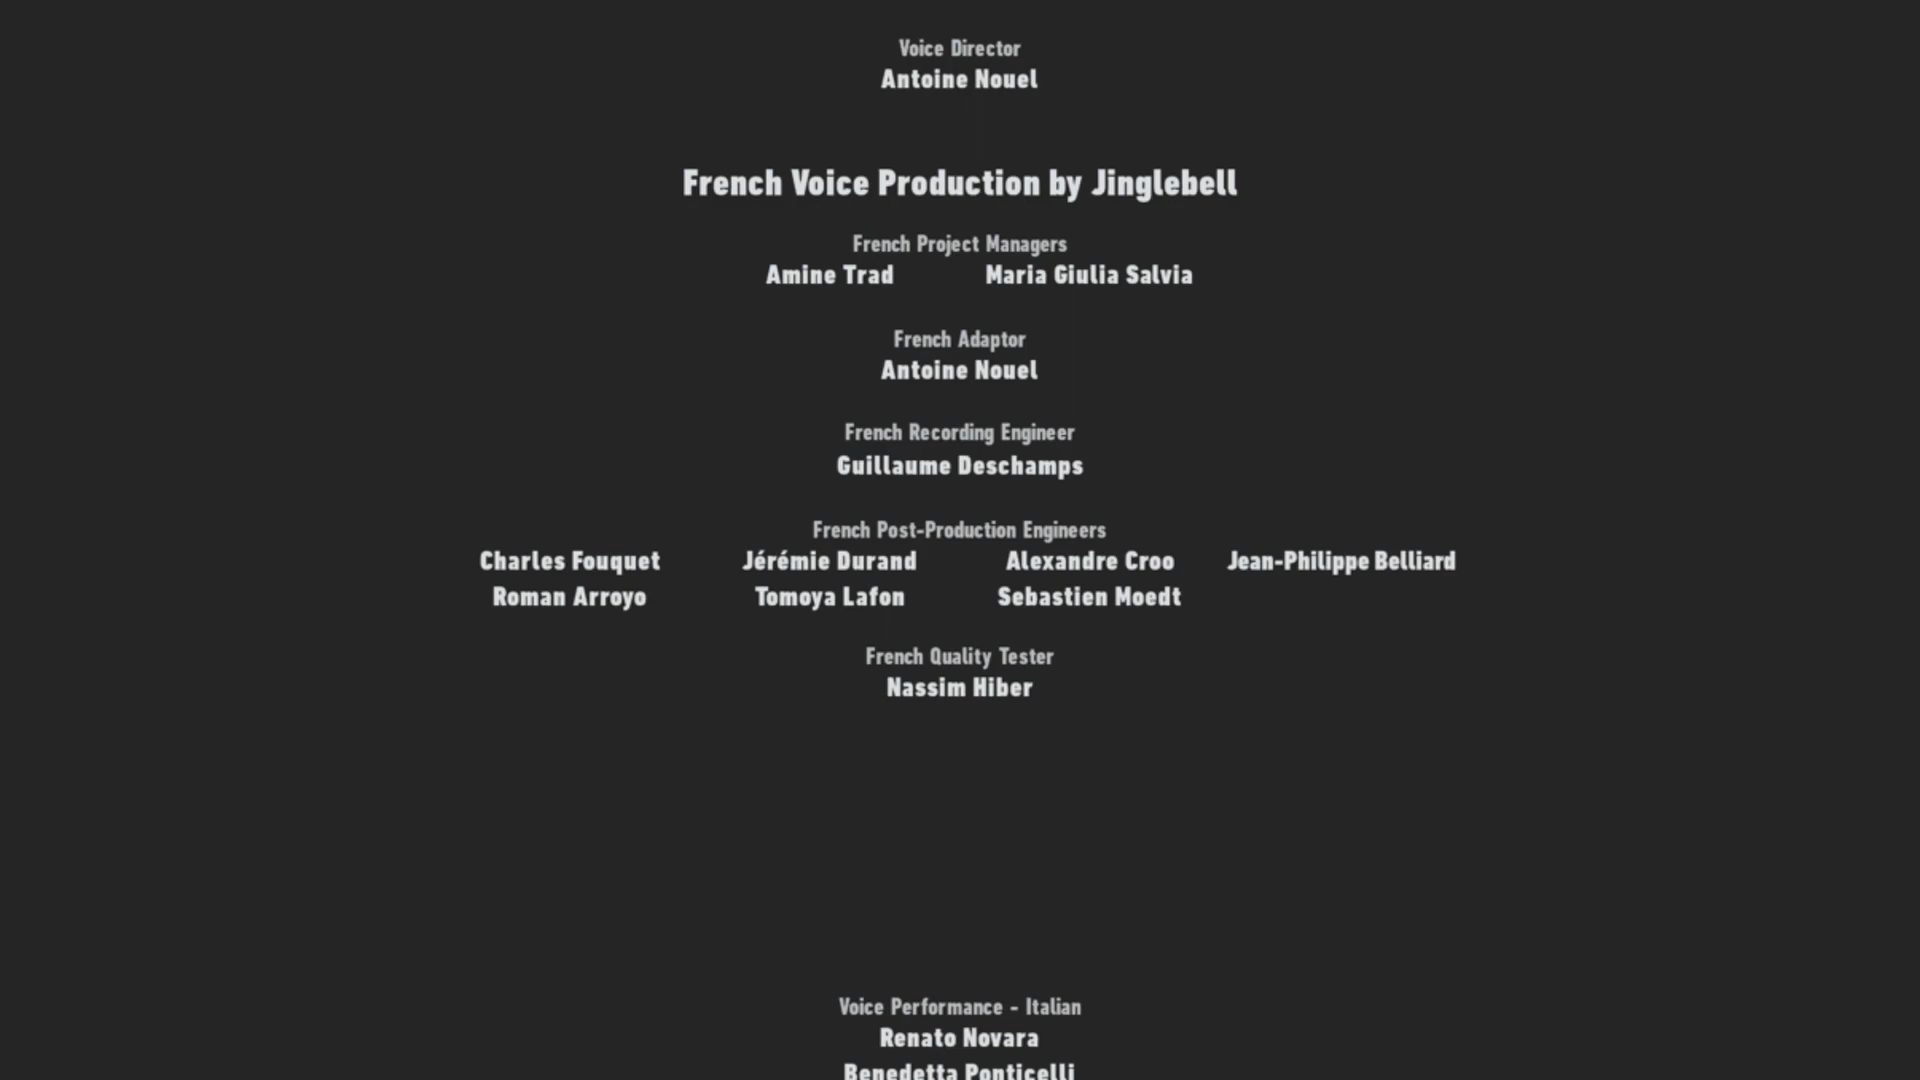 Voice Director
Antoine Nouel
French Voice Production by Jinglebell
French Project Managers
Amine Trad Maria Giulia Salvia
French Adaptor
Antoine Nouel
French Recording Engineer
Guillaume Deschamps
French Post-Production Engineers
Charles Fouquet Jérémie Durand Alexandre Croo Jean-Philippe Belliard
Roman Arroyo Tomoya Lafon Sebastien Moedt
French Quality Tester
Nassim Hiber
Voice Performance - Italian
Renato Novara
Benedetta Ponticelli